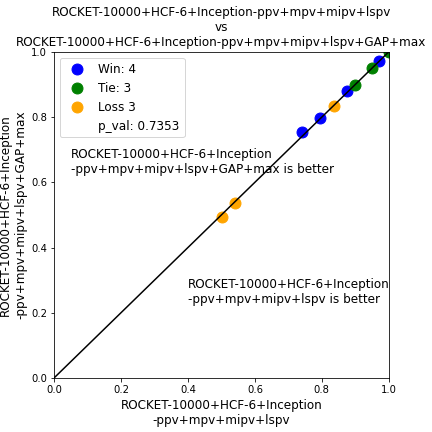 ROCKET-10000+HCF-6+Inception-ppv+mpv+mipv+lspv
vs
ROCKET-10000+HCF-6+Inception-ppv+mpv+mipv+lspv+GAP+max
Win: 4
Tie: 3
Loss 3
p_val: 0.7353
ROCKET-10000+HCF-6+Inception
-ppv+mpv+mipv+lspv+GAP+max is better
ROCKET-10000+HCF-6+Inception
-ppv+mpv+mipv+lspv is better
ROCKET-10000+HCF-6+Inception
-ppv+mpv+mipv+lspv+GAP+max
1.0
0.8
0.6
0.4
0.2
0.0
0.0 0.2 0.4 0.6 0.8 1.0
ROCKET-10000+HCF-6+Inception
-ppv+mpv+mipv+lspv